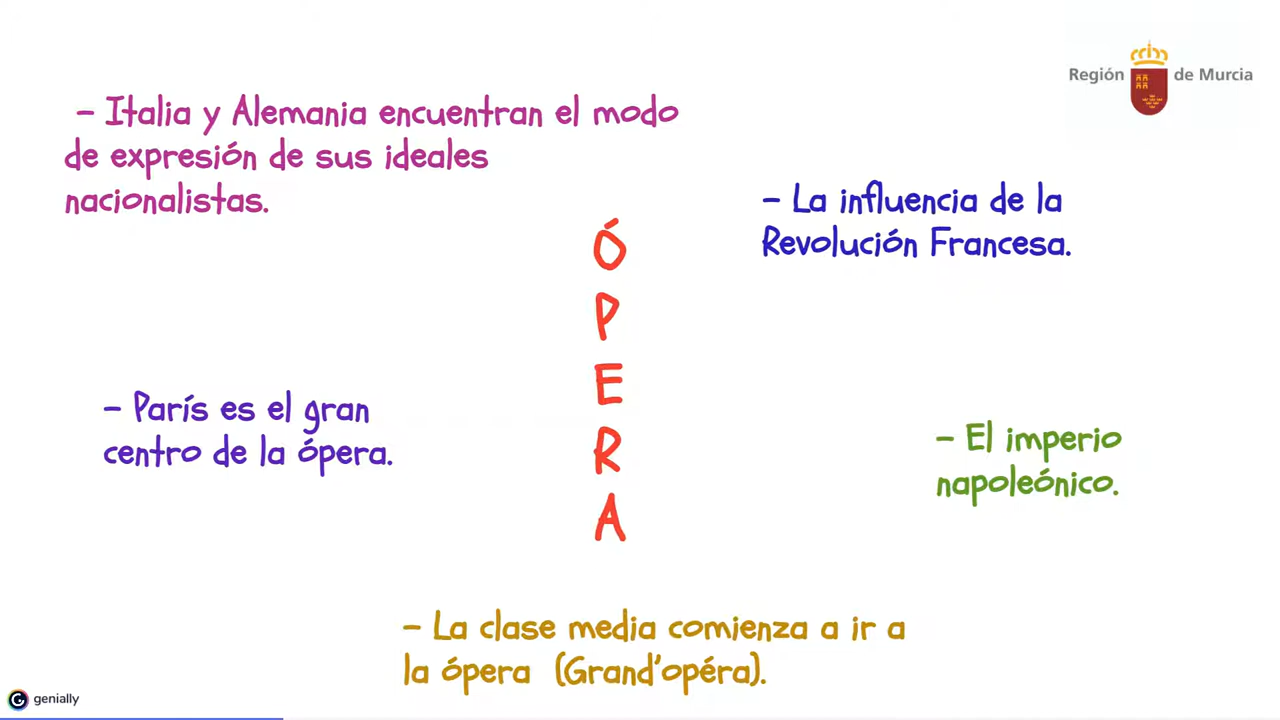 Región de Murcia
- Italia y Alemania encuentran el modo
de expresión de sus ideales
nacionalistas.
- La influencia de la
Revolución Francesa.
Ó
P
E
R
A
- París es el gran
centro de la ópera.
- El imperio
napoleónico.
- La clase media comienza a ir a
la ópera (Grand'opéra).
genially